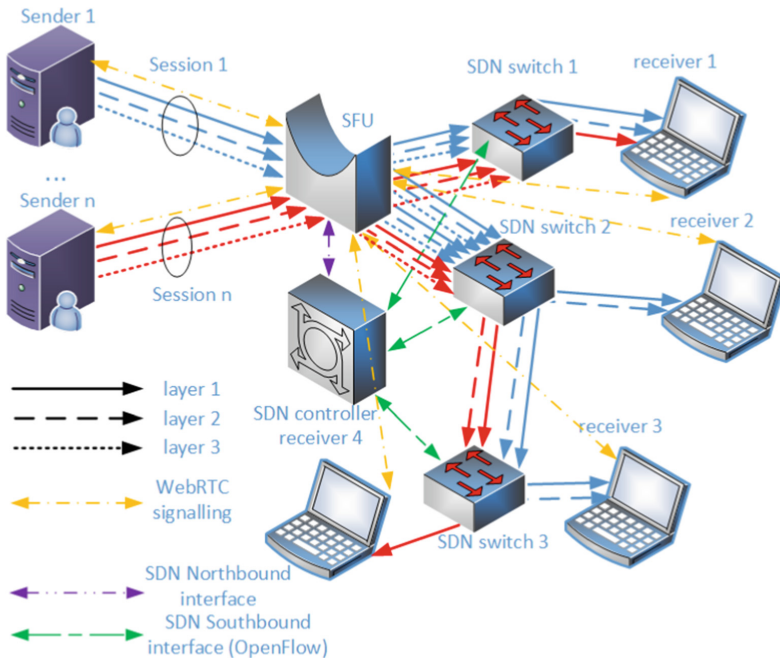 Sender 1
Session 1
SFU
SDN switch 1
receiver 1
...
Sender n
Session n
SDN switch 2
receiver 2
layer 1
layer 2
layer 3
SDN controller
receiver 4
receiver 3
WebRTC
signalling
SDN switch 3
SDN Northbound
interface
SDN Southbound
interface (OpenFlow)